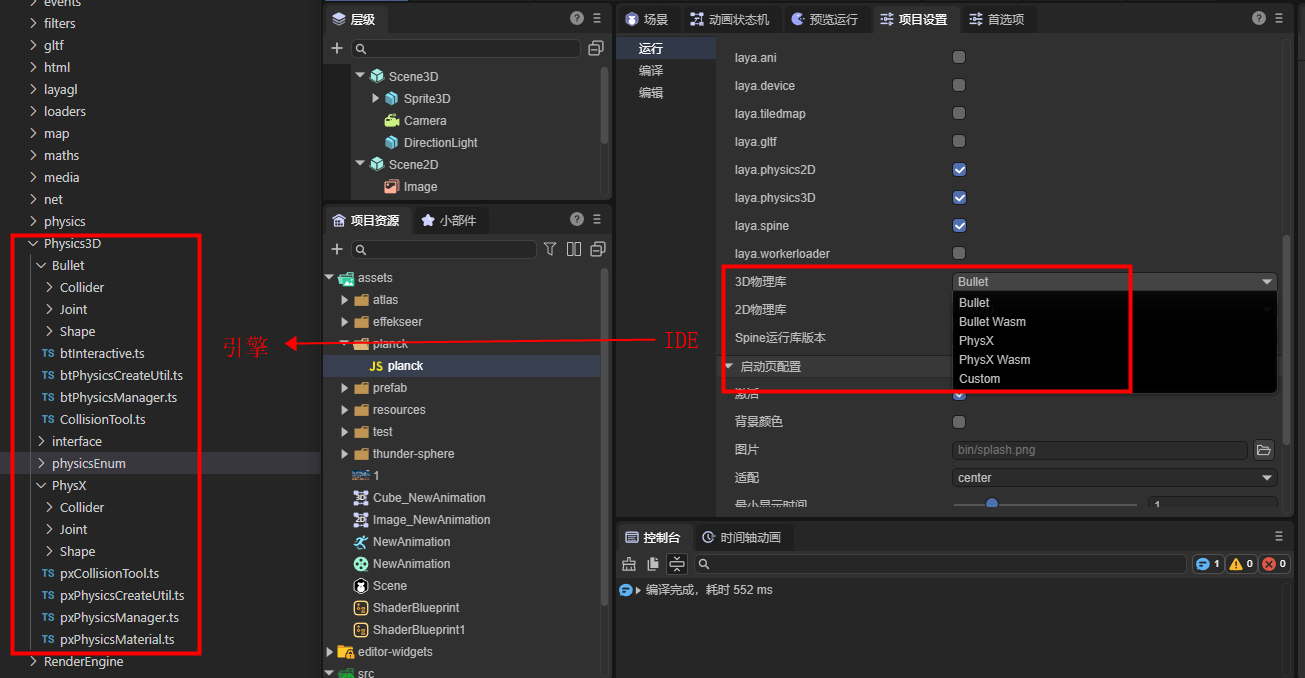 events
filters
gltf
html
layagl
loaders
map
maths
media
net
physics
Physics3D
Bullet
Collider
Joint
Shape
TS btInteractive.ts
TS btPhysicsCreateUtil.ts
TS btPhysicsManager.ts
TS CollisionTool.ts
interface
physicsEnum
PhysX
Collider
Joint
Shape
TS pxCollisionTool.ts
TS pxPhysicsCreateUtil.ts
TS pxPhysicsManager.ts
TS pxPhysicsMaterial.ts
RenderEngine
引擎
层级
Scene3D
Sprite3D
Camera
DirectionLight
Scene2D
Image
项目资源 小部件
assets
atlas
effekseer
planck
JS planck
prefab
resources
test
thunder-sphere
1
Cube_NewAnimation
Image_NewAnimation
NewAnimation
NewAnimation
Scene
ShaderBlueprint
ShaderBlueprint1
editor-widgets
src
IDE
场景 动画状态机 预览运行 项目设置 首选项
运行
编译
编辑
laya.ani
laya.device
laya.tiledmap
laya.gltf
laya.physics2D
laya.physics3D
laya.spine
laya.workerloader
3D物理库 Bullet
2D物理库
Spine运行库版本
Bullet
Bullet Wasm
PhysX
PhysX Wasm
Custom
启动页配置
激活
背景颜色
图片 bin/splash.png
适配 center
最小显示时间 1
控制台 时间轴动画
1 0 0
编译完成，耗时 552 ms